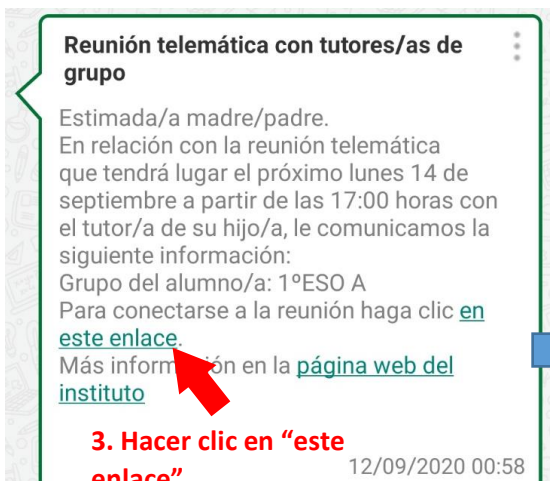 Reunión telemática con tutores/as de
grupo
Estimada/a madre/padre.
En relación con la reunión telemática
que tendrá lugar el próximo lunes 14 de
septiembre a partir de las 17:00 horas con
el tutor/a de su hijo/a, le comunicamos la
siguiente información:
Grupo del alumno/a: 1ºESO A
Para conectarse a la reunión haga clic en
este enlace.
Más información en la página web del
instituto
3. Hacer clic en “este
enlace”
12/09/2020 00:58